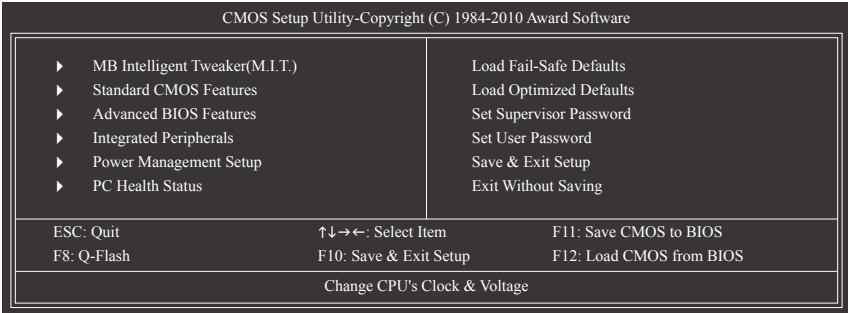 CMOS Setup Utility-Copyright (C) 1984-2010 Award Software
MB Intelligent Tweaker(M.I.T.)
Standard CMOS Features
Advanced BIOS Features
Integrated Peripherals
Power Management Setup
PC Health Status
Load Fail-Safe Defaults
Load Optimized Defaults
Set Supervisor Password
Set User Password
Save & Exit Setup
Exit Without Saving
ESC: Quit
↑↓→←: Select Item
F11: Save CMOS to BIOS
F8: Q-Flash
F10: Save & Exit Setup
F12: Load CMOS from BIOS
Change CPU's Clock & Voltage